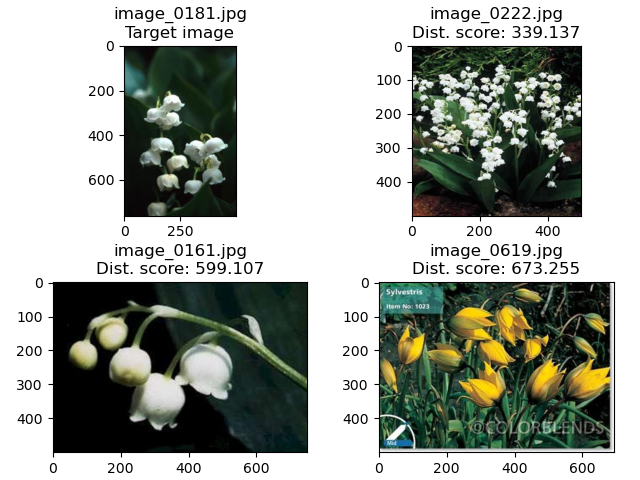 image_0181.jpg
Target image
0
200
400
600
0
250
image_0222.jpg
Dist. score: 339.137
0
100
200
300
400
0
200
400
image_0161.jpg
Dist. score: 599.107
0
100
200
300
400
0
200
400
600
image_0619.jpg
Dist. score: 673.255
0
100
200
300
400
0
200
400
600
Sylvestris
Item No: 1023
©COLORBLENDS
Mid